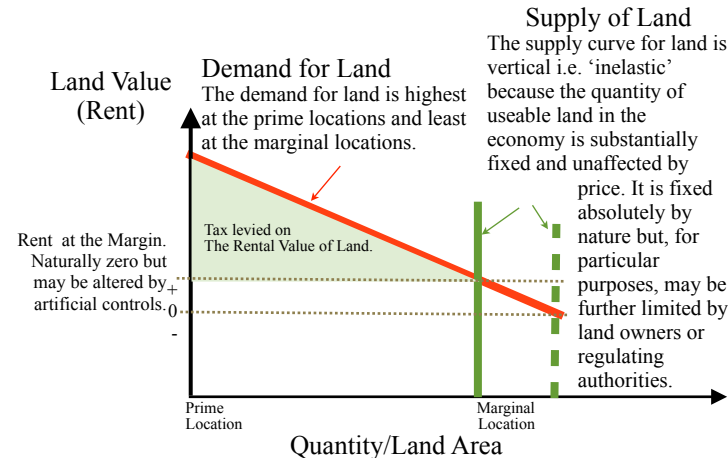 Supply of Land
The supply curve for land is
vertical i.e. ‘inelastic’
because the quantity of
useable land in the
economy is substantially
fixed and unaffected by
price. It is fixed
absolutely by
nature but, for
particular
purposes, may be
further limited by
land owners or
regulating
authorities.
Land Value
(Rent)
Demand for Land
The demand for land is highest
at the prime locations and least
at the marginal locations.
Tax levied on
The Rental Value of Land.
Rent at the Margin.
Naturally zero but
may be altered by
artificial controls.
+
0
-
Prime
Location
Marginal
Location
Quantity/Land Area